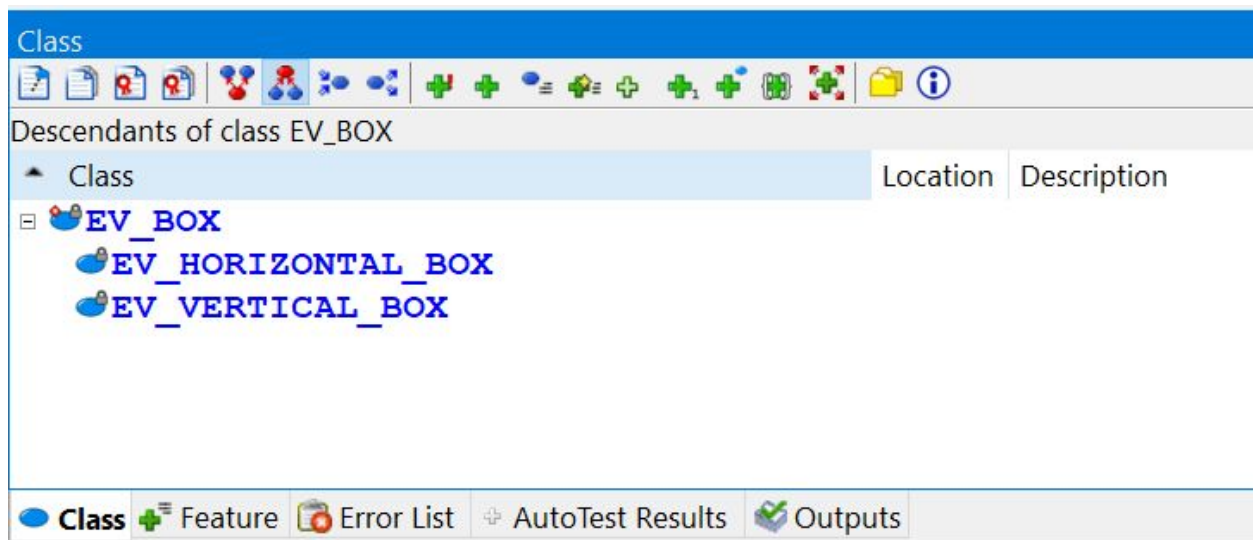 Class
Descendants of class EV_BOX
Class Location Description
EV_BOX
EV_HORIZONTAL_BOX
EV_VERTICAL_BOX
Class Feature Error List AutoTest Results Outputs